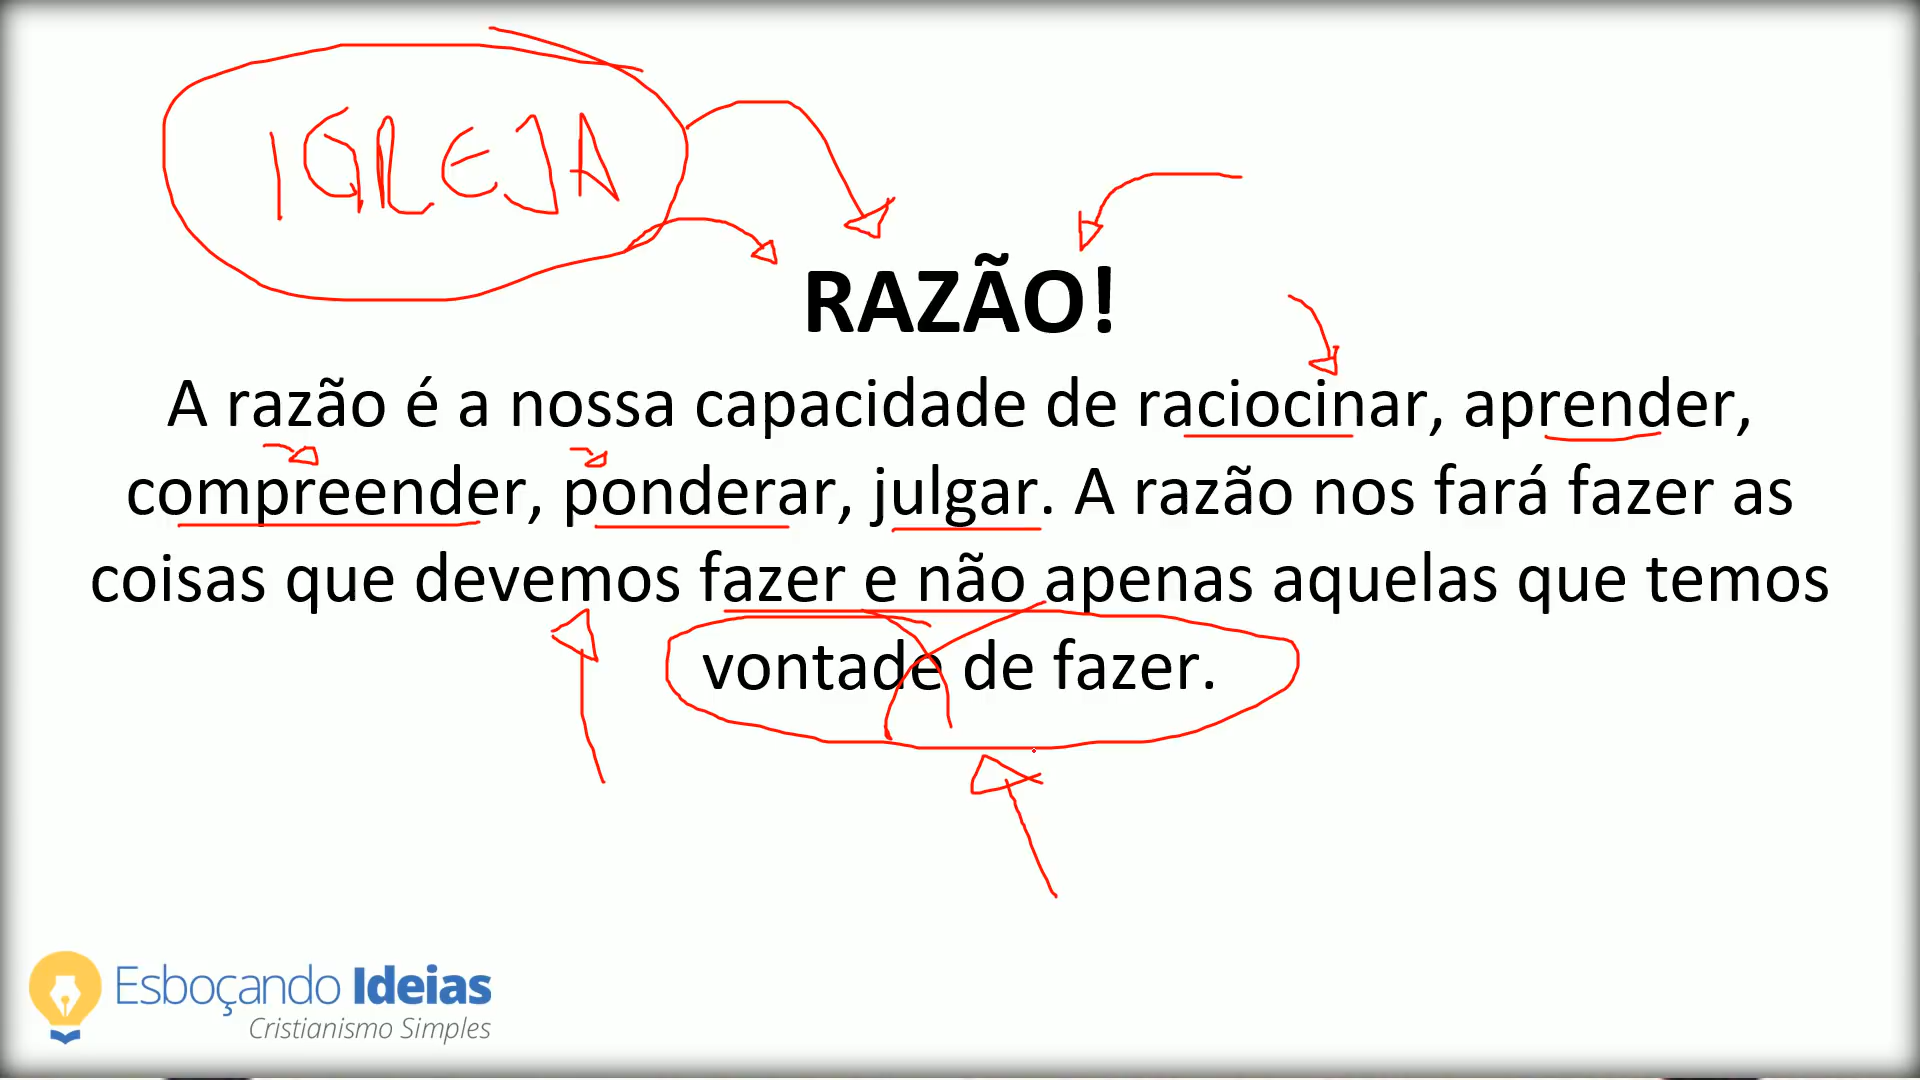 IGREJA
RAZÃO!
A razão é a nossa capacidade de raciocinar, aprender,
compreender, ponderar, julgar. A razão nos fará fazer as
coisas que devemos fazer e não apenas aquelas que temos
vontade de fazer.
Esboçando Ideias
Cristianismo Simples